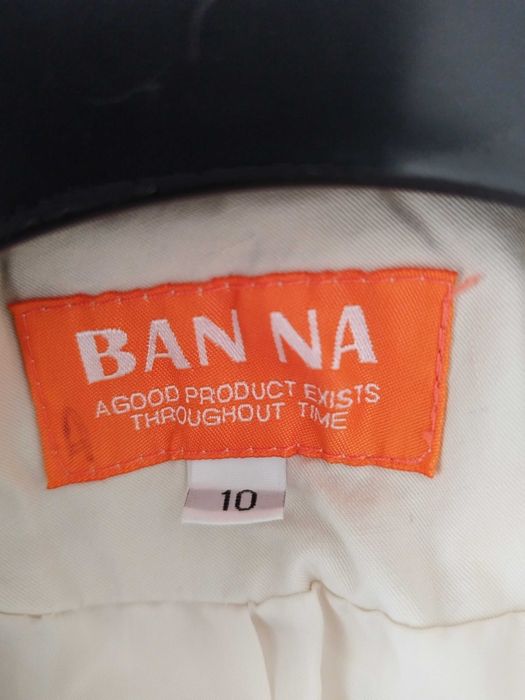 BAN NA
A GOOD PRODUCT EXISTS
THROUGHOUT TIME
10